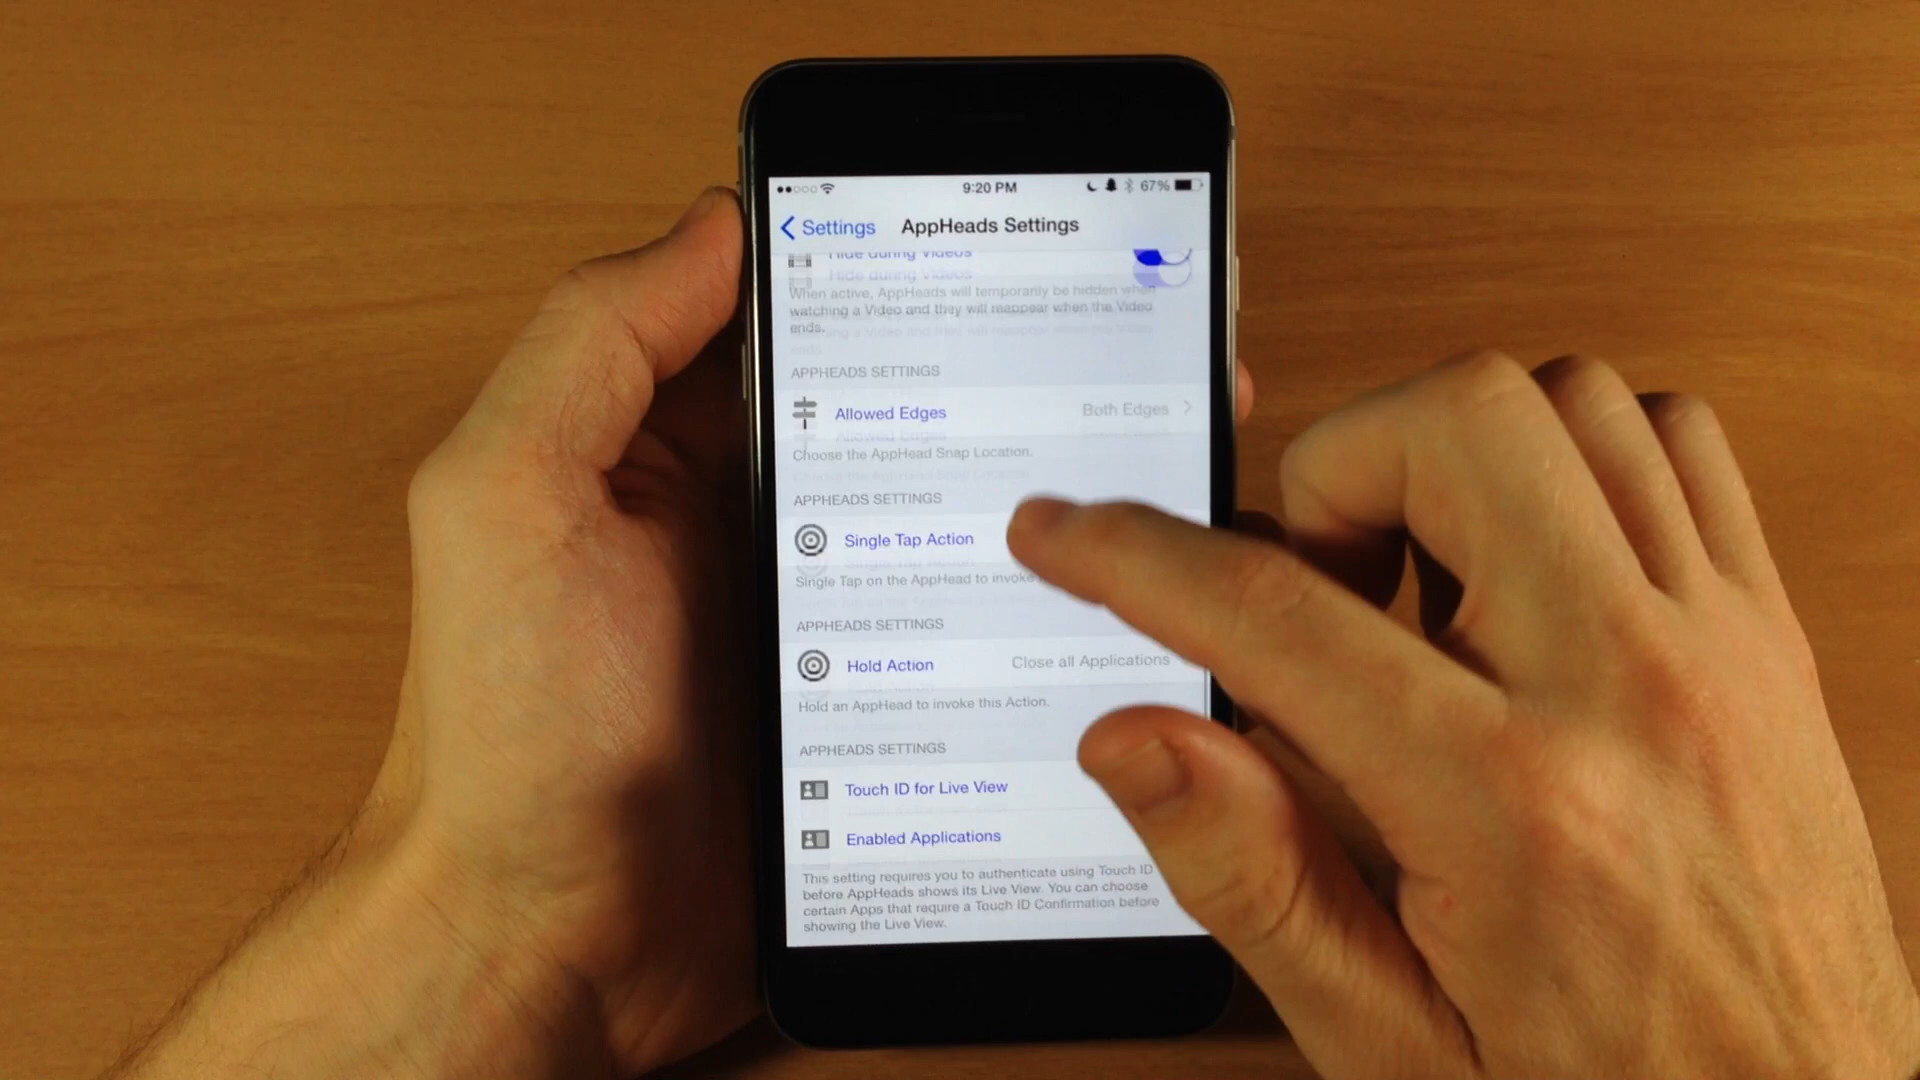 9:20 PM
67%
Settings
AppHeads Settings
Hide during Videos
When active, AppHeads will temporarily be hidden when
watching a Video and they will reappear when the Video
ends.
APPHEADS SETTINGS
Allowed Edges
Both Edges
Choose the AppHead Snap Location.
APPHEADS SETTINGS
Single Tap Action
Single Tap on the AppHead to invoke
APPHEADS SETTINGS
Hold Action
Close all Applications
Hold an AppHead to invoke this Action.
APPHEADS SETTINGS
Touch ID for Live View
Enabled Applications
This setting requires you to authenticate using Touch ID
before AppHeads shows its Live View. You can choose
certain Apps that require a Touch ID Confirmation before
showing the Live View.